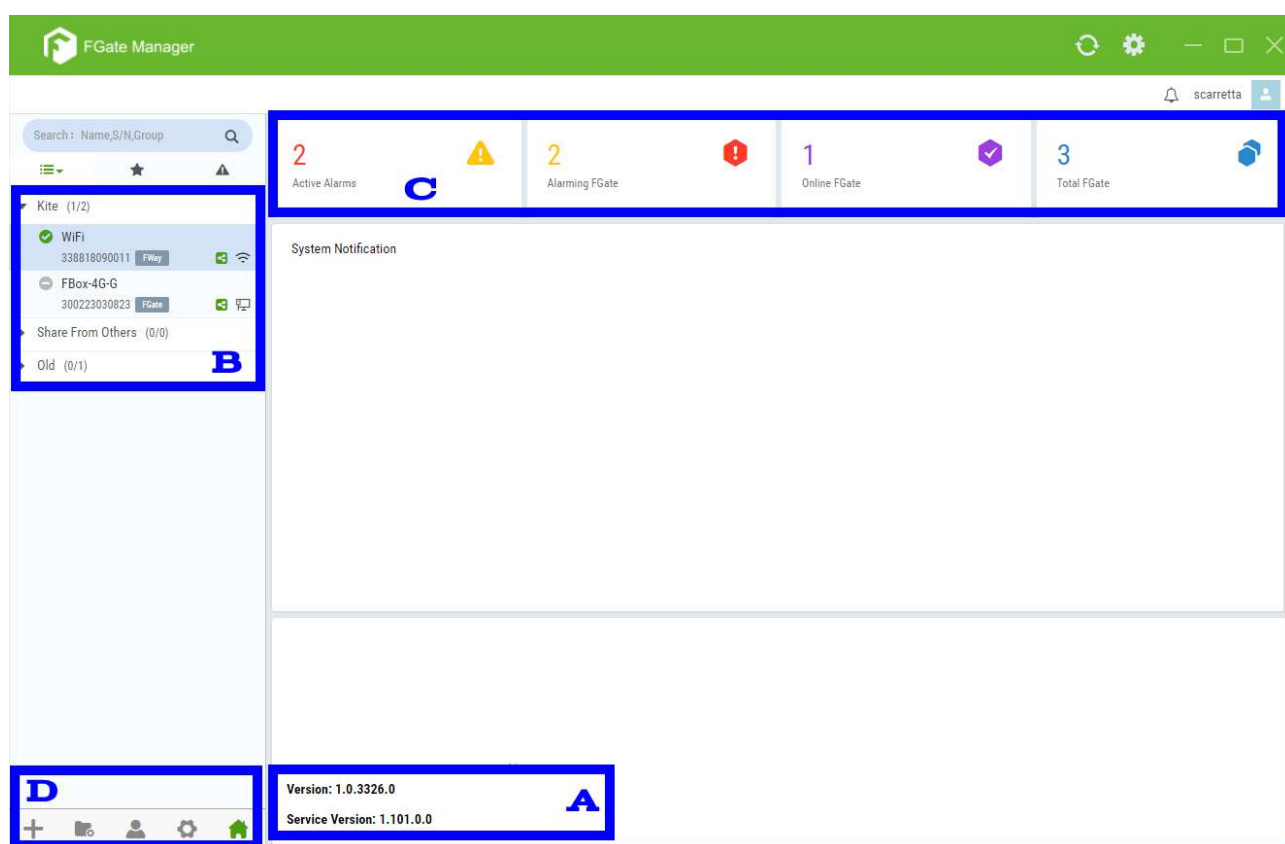 FGate Manager
scarretta
Search: Name,S/N,Group
Kite (1/2)
WiFi
338818090011 FWay
FBox-4G-G
300223030823 FGate
Share From Others (0/0)
Old (0/1)
B
2
Active Alarms
C
2
Alarming FGate
1
Online FGate
3
Total FGate
System Notification
D
Version: 1.0.3326.0
Service Version: 1.101.0.0
A